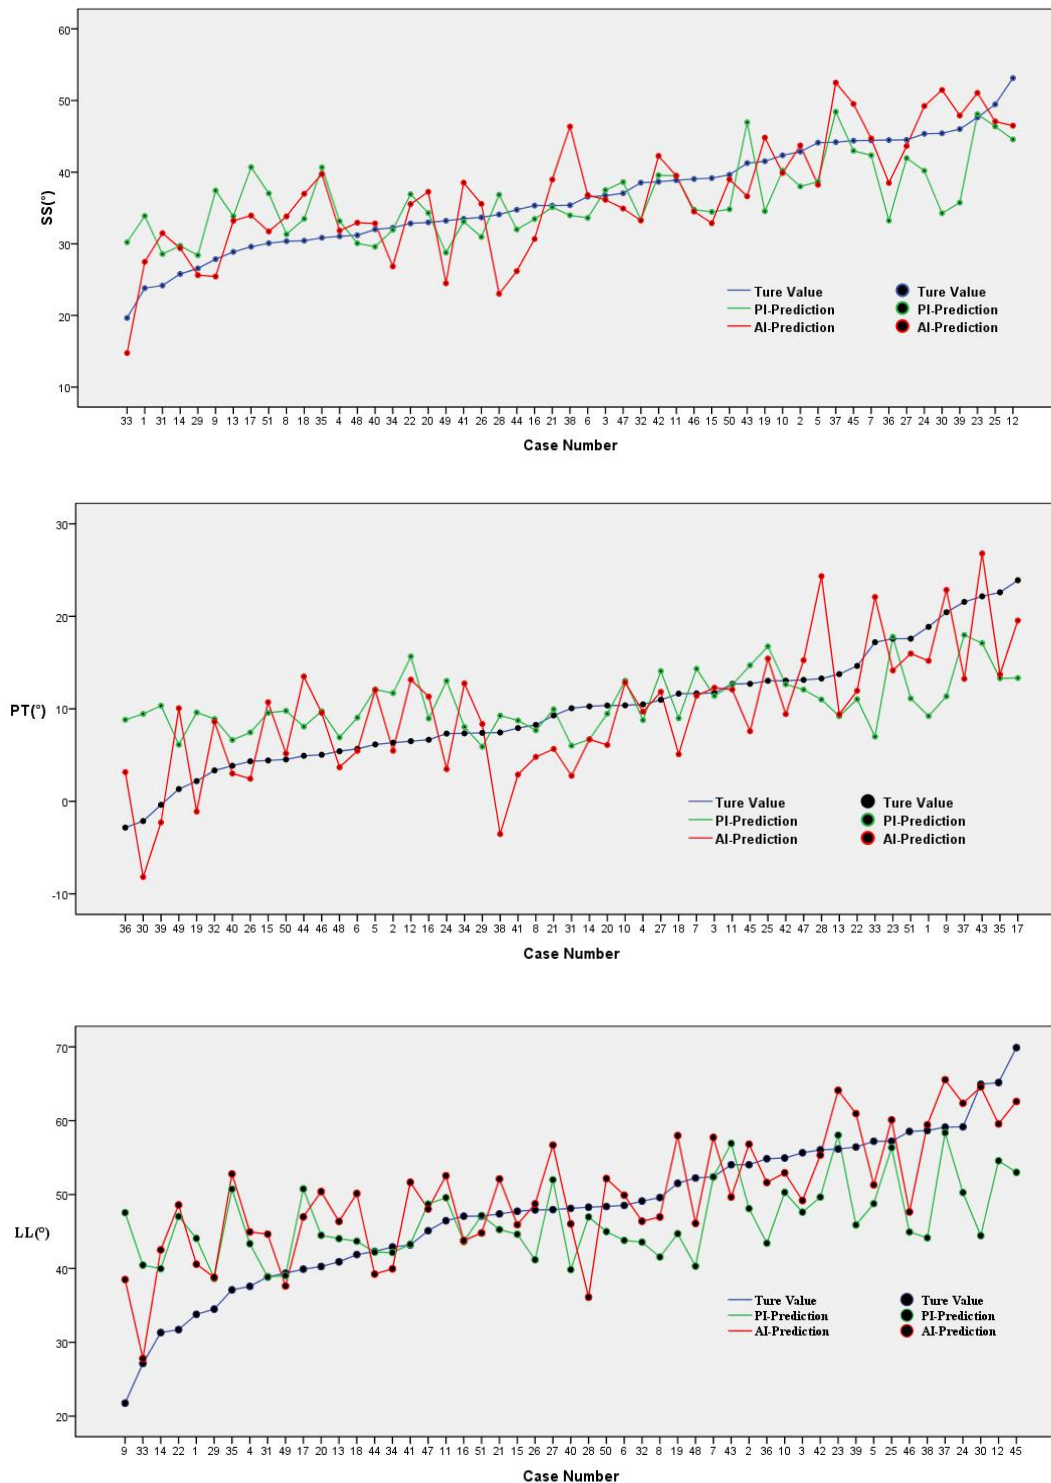 60
50
40
30
20
10
SS(°)
Ture Value
PI-Prediction
AI-Prediction
Ture Value
PI-Prediction
AI-Prediction
33 1 31 14 29 9 13 17 51 8 18 35 4 48 40 34 22 20 49 41 26 28 44 16 21 38 6 3 47 32 42 11 46 15 50 43 19 10 2 5 37 45 7 36 27 24 30 39 23 25 12
Case Number
30
20
10
0
-10
PT(°)
Ture Value
PI-Prediction
AI-Prediction
Ture Value
PI-Prediction
AI-Prediction
36 30 39 49 19 32 40 26 15 50 44 46 48 6 5 2 12 16 24 34 29 38 41 8 21 31 14 20 10 4 27 18 7 3 11 45 25 42 47 28 13 22 33 23 51 1 9 37 43 35 17
Case Number
70
60
50
40
30
20
LL(°)
Ture Value
PI-Prediction
AI-Prediction
Ture Value
PI-Prediction
AI-Prediction
9 33 14 22 1 29 35 4 31 49 17 20 13 18 44 34 41 47 11 16 51 21 15 26 27 40 28 50 6 32 8 19 48 7 43 2 36 10 3 42 23 39 5 25 46 38 37 24 30 12 45
Case Number